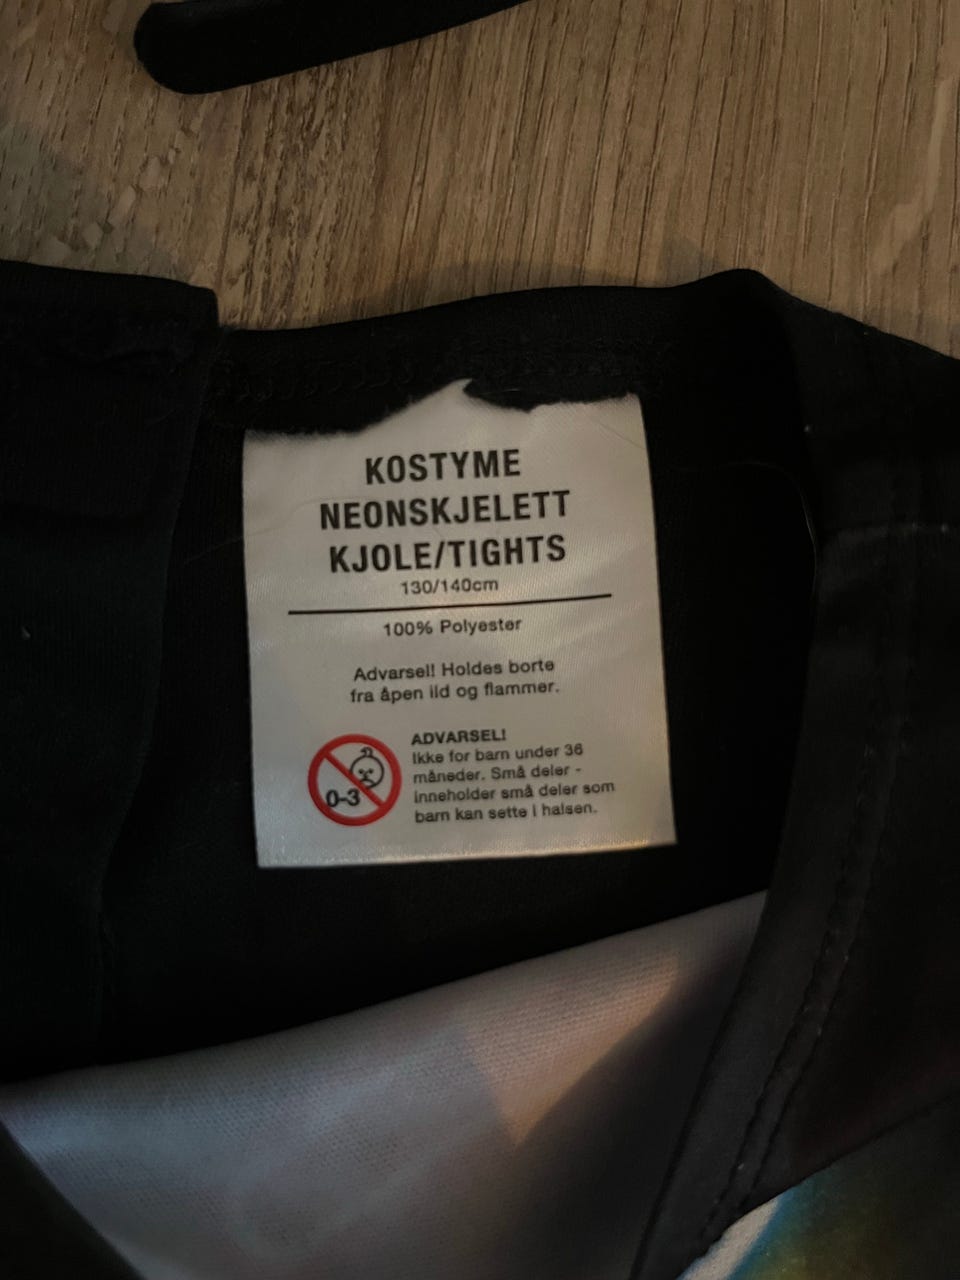 KOSTYME
NEONSKJELETT
KJOLE/TIGHTS
130/140cm
100% Polyester
Advarsel! Holdes borte
fra åpen ild og flammer.
ADVARSEL!
Ikke for barn under 36
måneder. Små deler -
inneholder små deler som
barn kan sette i halsen.
0-3